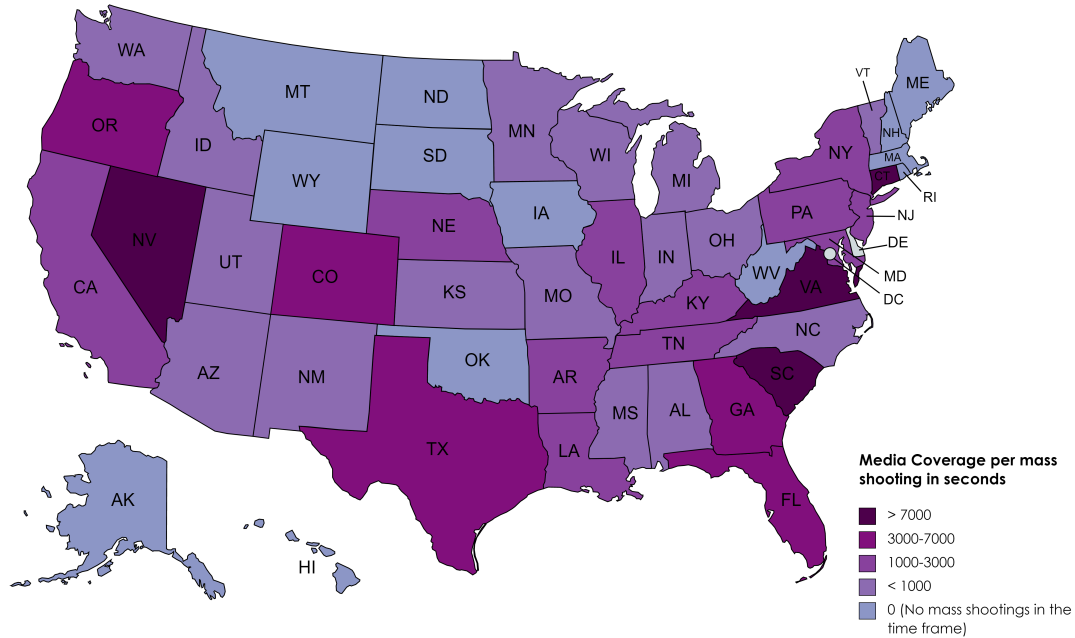 WA
MT
ND
MN
ME
VT
NH
OR
ID
SD
WI
MI
NY
MA
CT
RI
WY
IA
NE
PA
NJ
NV
UT
CO
IL
IN
OH
DE
MD
DC
CA
KS
MO
WV
VA
KY
NC
AZ
NM
OK
AR
TN
SC
MS
AL
GA
TX
LA
FL
AK
HI
Media Coverage per mass
shooting in seconds
> 7000
3000-7000
1000-3000
< 1000
0 (No mass shootings in the
time frame)